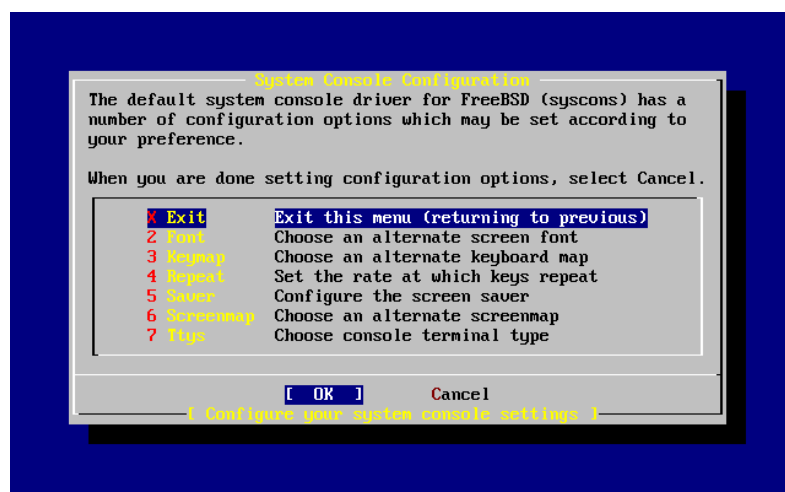 System Console Configuration
The default system console driver for FreeBSD (syscons) has a
number of configuration options which may be set according to
your preference.
When you are done setting configuration options, select Cancel.
X Exit Exit this menu (returning to previous)
2 Font Choose an alternate screen font
3 Keymap Choose an alternate keyboard map
4 Repeat Set the rate at which keys repeat
5 Saver Configure the screen saver
6 Screenmap Choose an alternate screenmap
7 Ttys Choose console terminal type
[ OK ] Cancel
[ Configure your system console settings ]